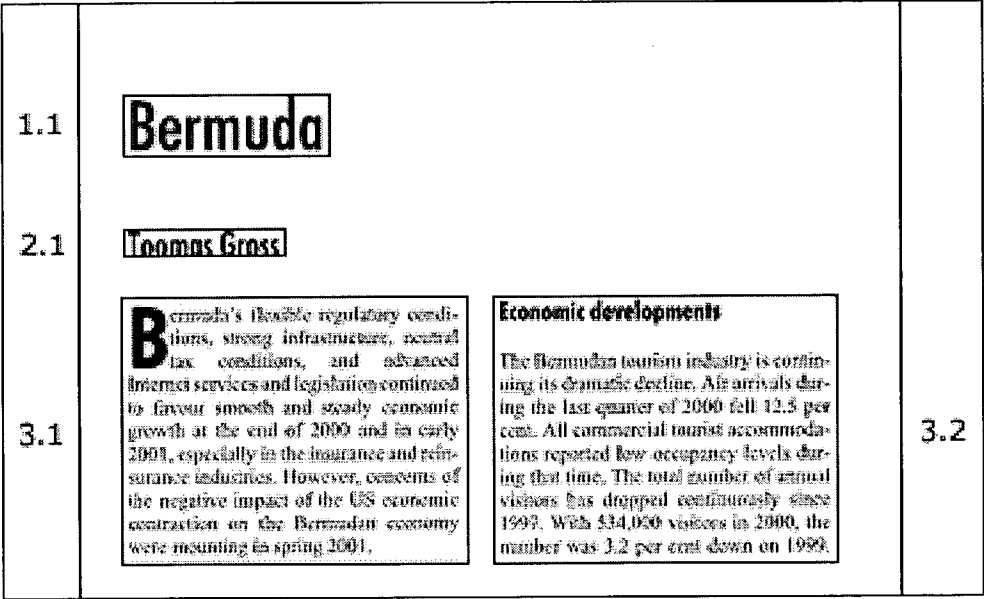 1.1
Bermuda
2.1
Toomas Gross
3.1
Bermuda's flexible regulatory condi-
tions, strong infrastructure, neutral
tax conditions, and advanced
Internet services and legislation continued
to favour smooth and steady economic
growth at the end of 2000 and in early
2001, especially in the insurance and rein-
surance industries. However, concerns of
the negative impact of the US economic
contraction on the Bermudan economy
were mounting in spring 2001.
Economic developments
The Bermudan tourism industry is contin-
uing its dramatic decline. Air arrivals dur-
ing the last quarter of 2000 fell 12.5 per
cent. All commercial tourist accommoda-
tions reported low occupancy levels dur-
ing that time. The total number of annual
visitors has dropped continuously since
1997. With 534,000 visitors in 2000, the
number was 3.2 per cent down on 1999.
3.2